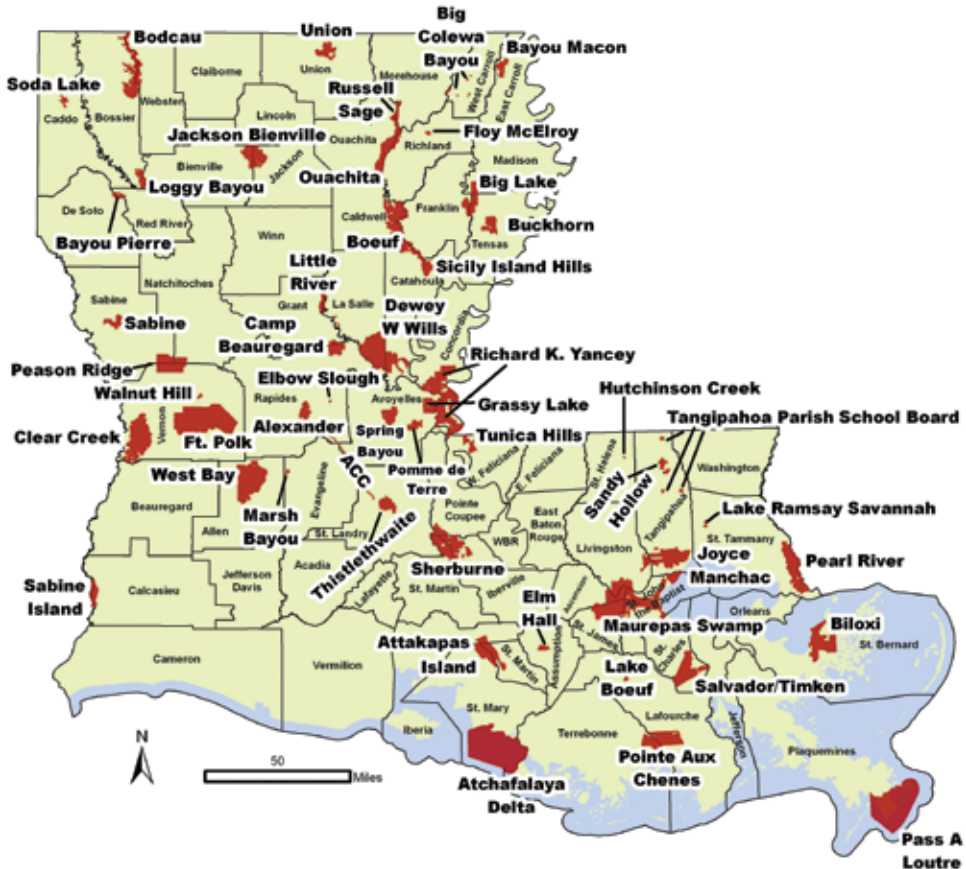 Big
Colewa
Bayou
Bodcau
Union
Bayou Macon
Claiborne
Union
Morehouse
West Carroll
East Carroll
Soda Lake
Caddo
Bossier
Webster
Lincoln
Russell
Sage
Ouachita
Richland
Floy McElroy
Jackson Bienville
Bienville
Jackson
Madison
Loggy Bayou
Ouachita
Big Lake
De Soto
Red River
Caldwell
Franklin
Buckhorn
Tensas
Bayou Pierre
Winn
Boeuf
Sicily Island Hills
Natchitoches
Little
River
Catahoula
Sabine
Grant
La Salle
Dewey
W Wills
Concordia
Sabine
Camp
Beauregard
Richard K. Yancey
Peason Ridge
Elbow Slough
Hutchinson Creek
Walnut Hill
Rapides
Avoyelles
Grassy Lake
Tangipahoa Parish School Board
Clear Creek
Vernon
Ft. Polk
Alexander
Spring
Bayou
Tunica Hills
W. Feliciana
E. Feliciana
St. Helena
Washington
West Bay
ACC
Pomme de
Terre
Sandy
Hollow
Tangipahoa
Beauregard
Allen
Marsh
Bayou
Evangeline
St. Landry
Pointe
Coupee
East
Baton
Rouge
Lake Ramsay Savannah
St. Tammany
Thistlethwaite
Sherburne
WBR
Livingston
Joyce
Pearl River
Sabine
Island
Calcasieu
Jefferson
Davis
Acadia
Lafayette
St. Martin
Iberville
Manchac
St. John
the Baptist
Elm
Hall
Assumption
St. James
Maurepas Swamp
Orleans
Biloxi
St. Bernard
Cameron
Vermilion
Attakapas
Island
St. Martin
St.
Charles
Lake
Boeuf
Salvador/Timken
St. Mary
Iberia
Terrebonne
Lafourche
Jefferson
Plaquemines
N
50
Miles
Atchafalaya
Delta
Pointe Aux
Chenes
Pass A
Loutre